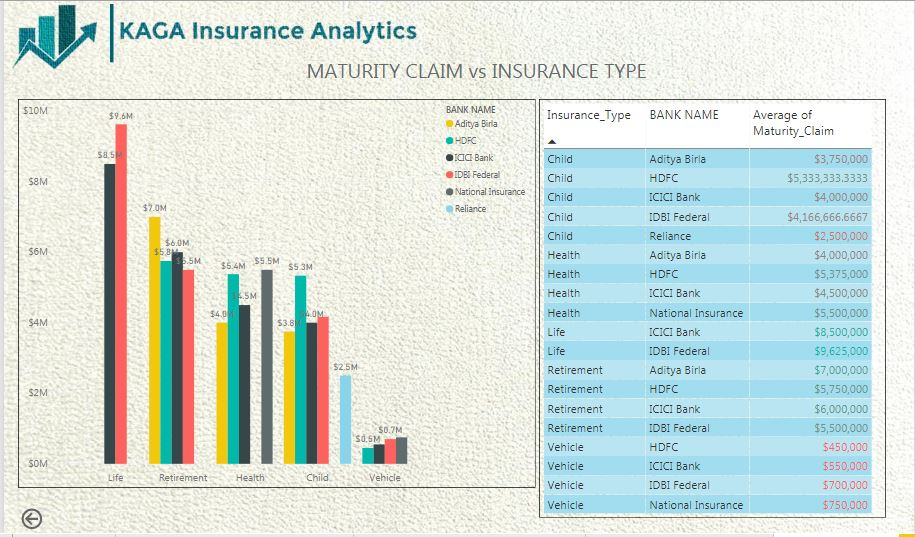 KAGA Insurance Analytics
MATURITY CLAIM vs INSURANCE TYPE
$10M
$8M
$6M
$4M
$2M
$0M
$9.6M
$8.5M
$7.0M
$6.0M
$5.8M
$5.5M
$5.4M
$5.5M
$4.5M
$4.0M
$5.3M
$4.0M
$3.8M
$2.5M
$0.7M
$0.5M
Life Retirement Health Child Vehicle
BANK NAME
Aditya Birla
HDFC
ICICI Bank
IDBI Federal
National Insurance
Reliance
Insurance_Type BANK NAME Average of
Maturity_Claim
Child Aditya Birla $3,750,000
Child HDFC $5,333,333.3333
Child ICICI Bank $4,000,000
Child IDBI Federal $4,166,666.6667
Child Reliance $2,500,000
Health Aditya Birla $4,000,000
Health HDFC $5,375,000
Health ICICI Bank $4,500,000
Health National Insurance $5,500,000
Life ICICI Bank $8,500,000
Life IDBI Federal $9,625,000
Retirement Aditya Birla $7,000,000
Retirement HDFC $5,750,000
Retirement ICICI Bank $6,000,000
Retirement IDBI Federal $5,500,000
Vehicle HDFC $450,000
Vehicle ICICI Bank $550,000
Vehicle IDBI Federal $700,000
Vehicle National Insurance $750,000